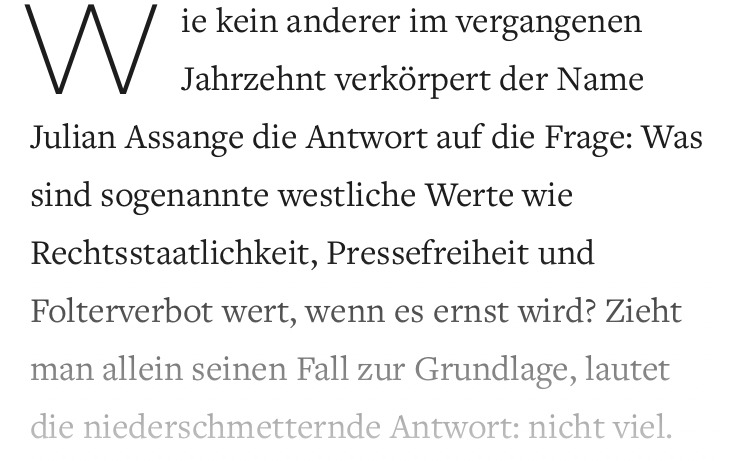 Wie kein anderer im vergangenen
Jahrzehnt verkörpert der Name
Julian Assange die Antwort auf die Frage: Was
sind sogenannte westliche Werte wie
Rechtsstaatlichkeit, Pressefreiheit und
Folterverbot wert, wenn es ernst wird? Zieht
man allein seinen Fall zur Grundlage, lautet
die niederschmetternde Antwort: nicht viel.